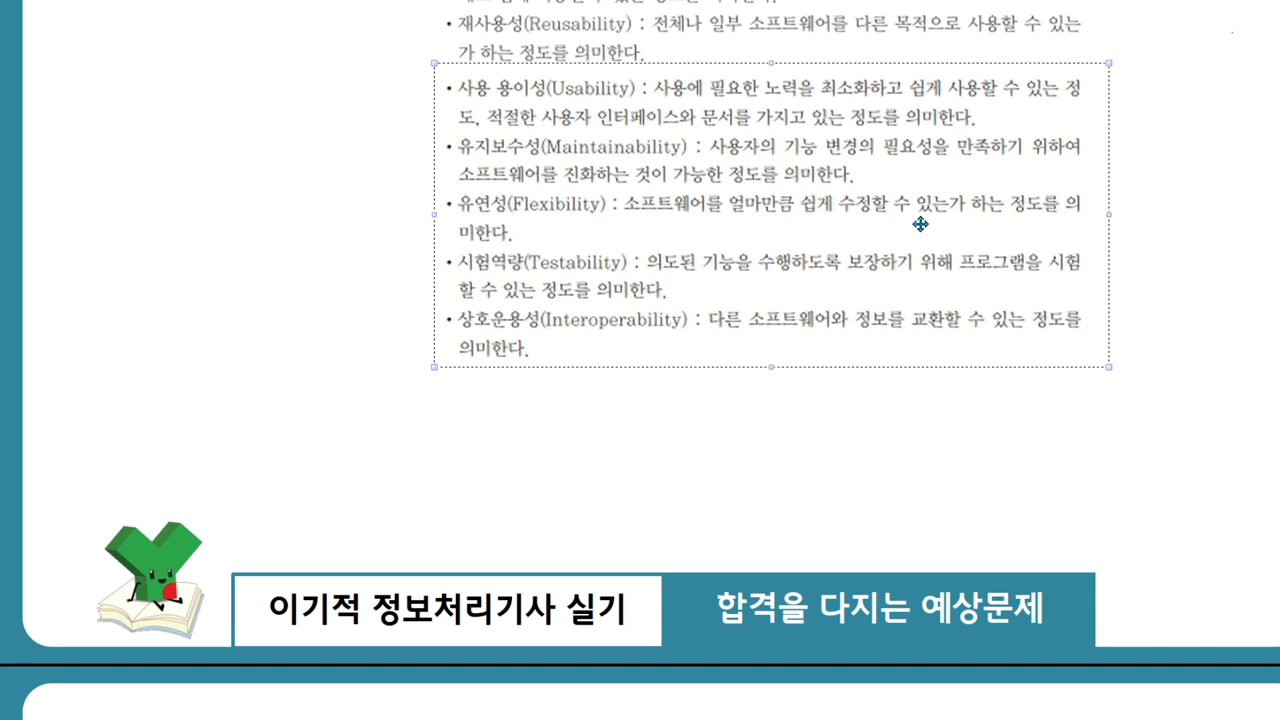 • 재사용성(Reusability) : 전체나 일부 소프트웨어를 다른 목적으로 사용할 수 있는
가 하는 정도를 의미한다.
• 사용 용이성(Usability) : 사용에 필요한 노력을 최소화하고 쉽게 사용할 수 있는 정
도, 적절한 사용자 인터페이스와 문서를 가지고 있는 정도를 의미한다.
• 유지보수성(Maintainability) : 사용자의 기능 변경의 필요성을 만족하기 위하여
소프트웨어를 진화하는 것이 가능한 정도를 의미한다.
• 유연성(Flexibility) : 소프트웨어를 얼마만큼 쉽게 수정할 수 있는가 하는 정도를 의
미한다.
• 시험역량(Testability) : 의도된 기능을 수행하도록 보장하기 위해 프로그램을 시험
할 수 있는 정도를 의미한다.
• 상호운용성(Interoperability) : 다른 소프트웨어와 정보를 교환할 수 있는 정도를
의미한다.
이기적 정보처리기사 실기
합격을 다지는 예상문제